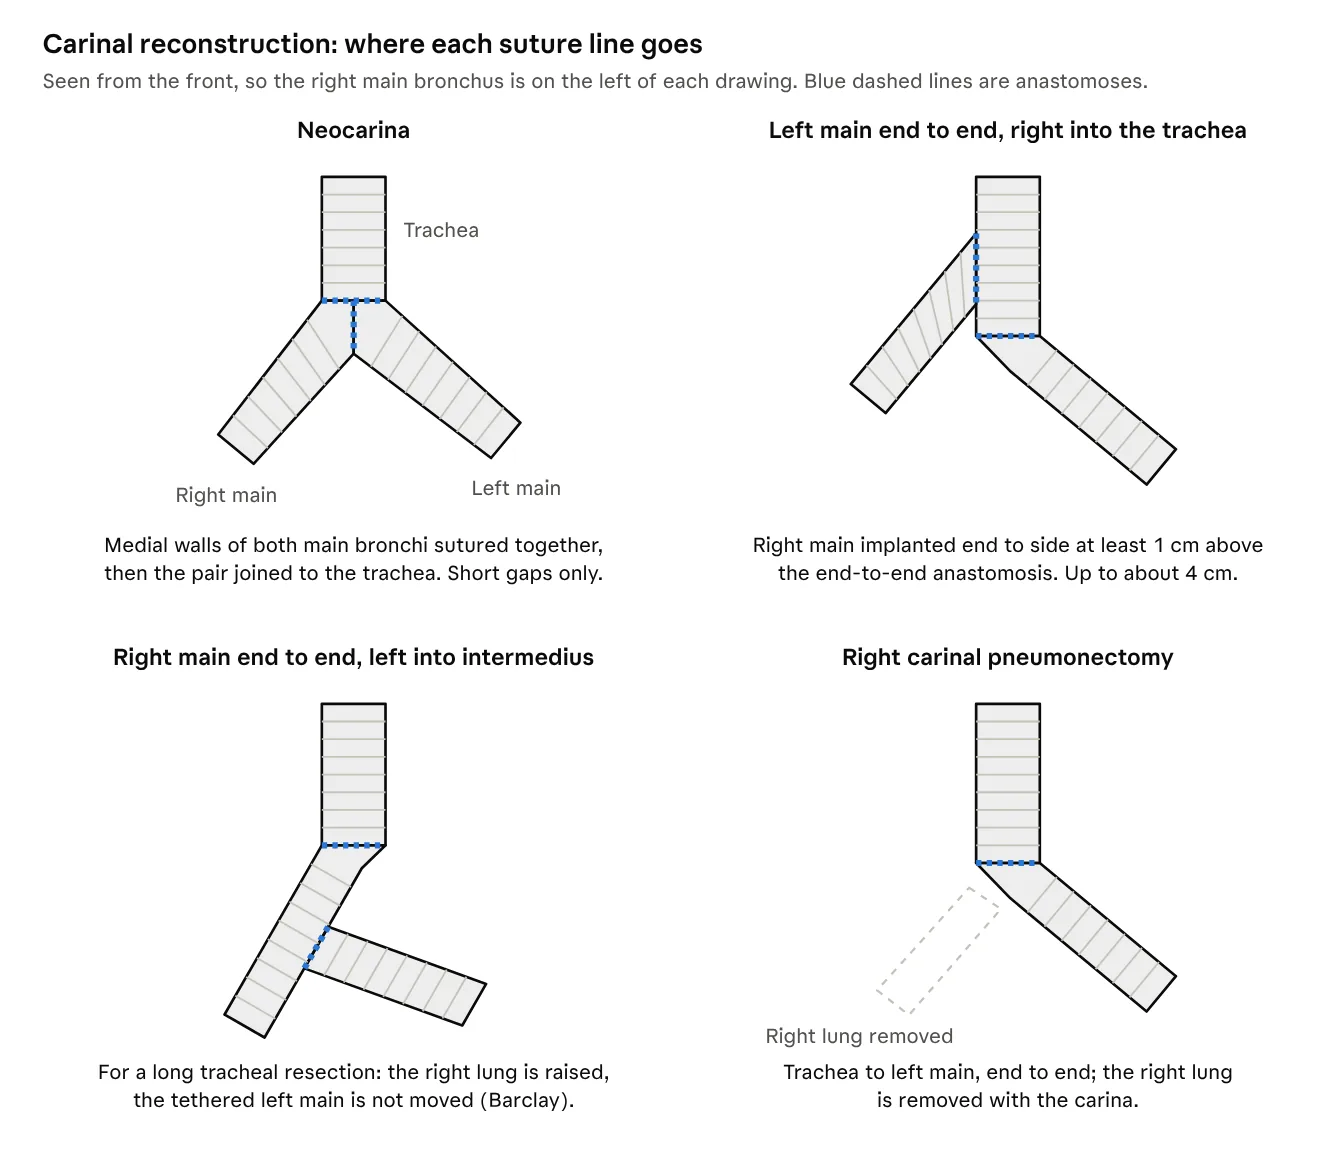 Carinal reconstruction: where each suture line goes
Seen from the front, so the right main bronchus is on the left of each drawing. Blue dashed lines are anastomoses.
Neocarina
Trachea
Right main
Left main
Medial walls of both main bronchi sutured together,
then the pair joined to the trachea. Short gaps only.
Left main end to end, right into the trachea
Right main implanted end to side at least 1 cm above
the end-to-end anastomosis. Up to about 4 cm.
Right main end to end, left into intermedius
For a long tracheal resection: the right lung is raised,
the tethered left main is not moved (Barclay).
Right carinal pneumonectomy
Right lung removed
Trachea to left main, end to end; the right lung
is removed with the carina.